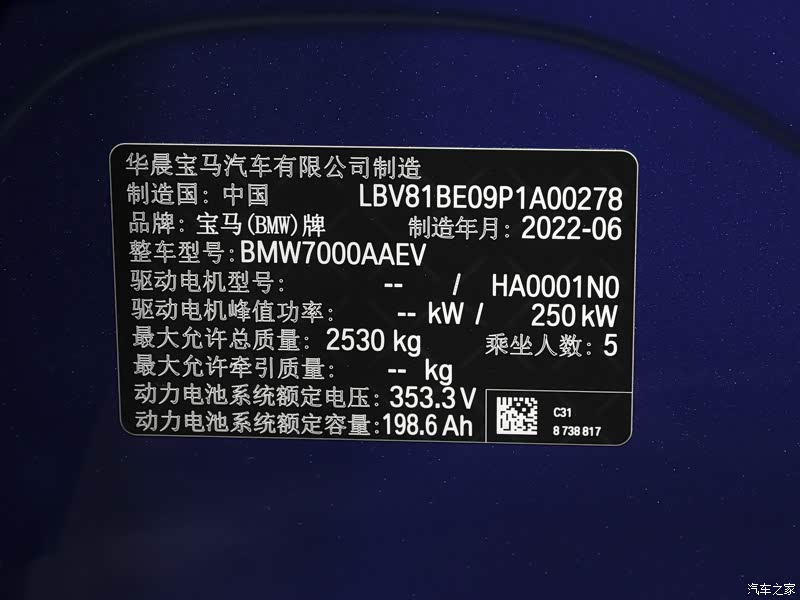 华晨宝马汽车有限公司制造
制造国: 中国 LBV81BE09P1A00278
品牌: 宝马(BMW)牌 制造年月: 2022-06
整车型号: BMW7000AAEV
驱动电机型号: -- / HA0001N0
驱动电机峰值功率: -- kW / 250 kW
最大允许总质量: 2530 kg 乘坐人数: 5
最大允许牵引质量: -- kg
动力电池系统额定电压: 353.3 V
动力电池系统额定容量: 198.6 Ah
C31
8 738 817
汽车之家